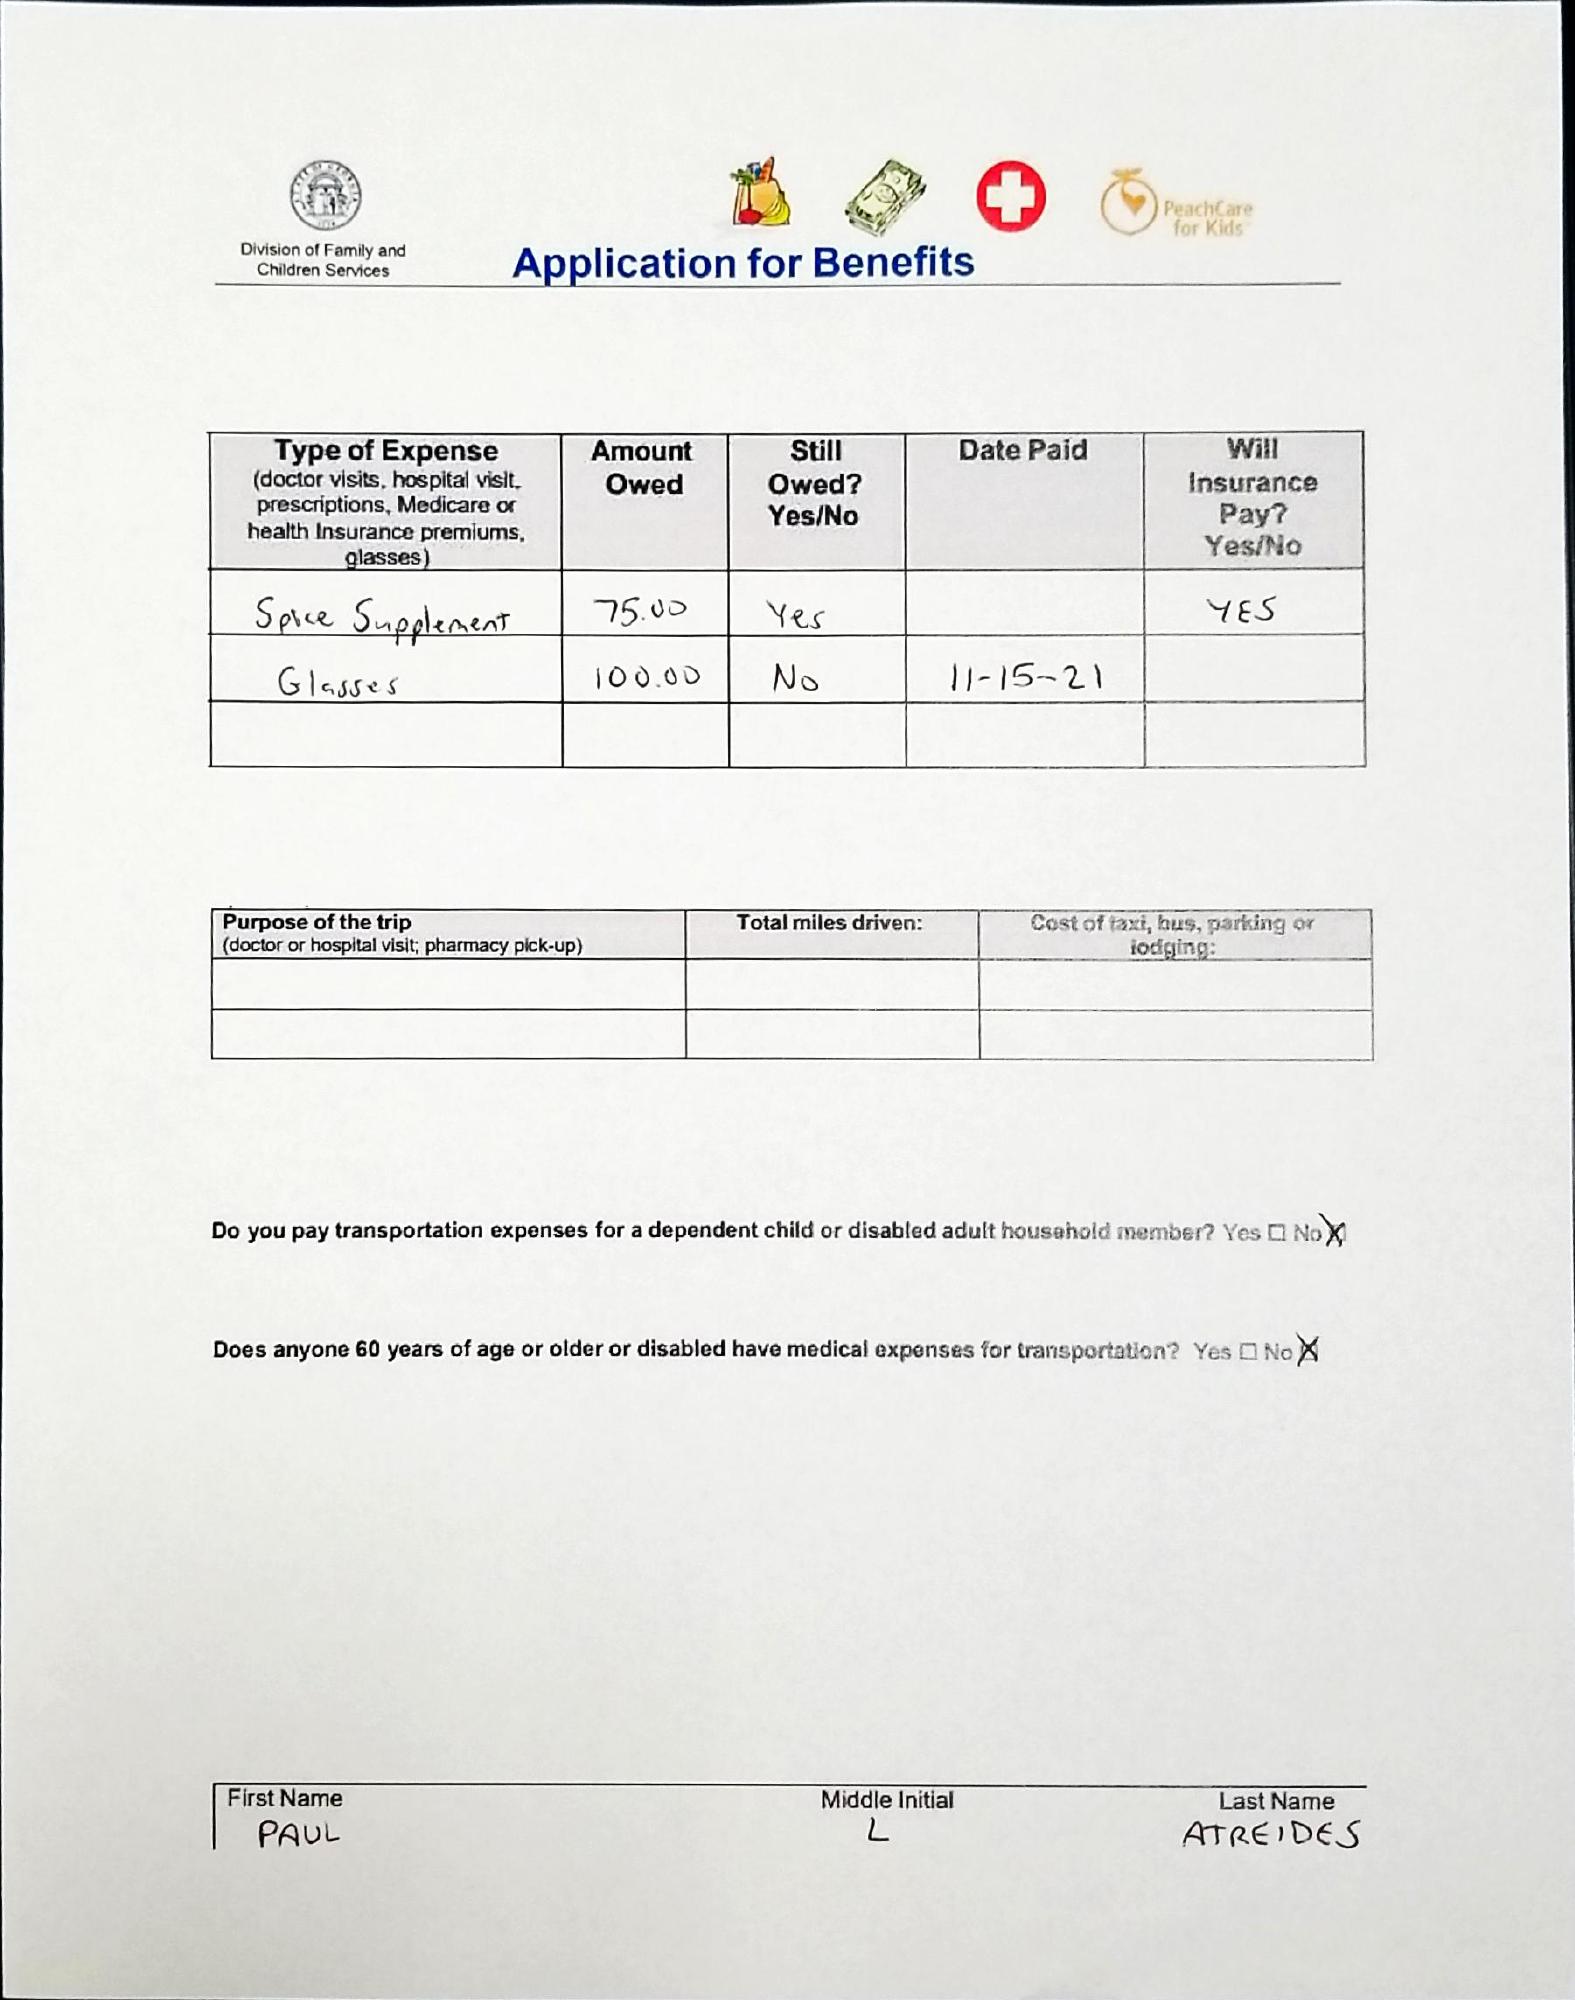 Division of Family and
Children Services
PeachCare
for Kids
Application for Benefits
Type of Expense
(doctor visits, hospital visit,
prescriptions, Medicare or
health Insurance premiums,
glasses)
Amount
Owed
Still
Owed?
Yes/No
Date Paid
Will
Insurance
Pay?
Yes/No
Spice Supplement 75.00 Yes YES
Glasses 100.00 No 11-15-21
Purpose of the trip
(doctor or hospital visit; pharmacy pick-up)
Total miles driven:
Cost of taxi, bus, parking or
lodging:
Do you pay transportation expenses for a dependent child or disabled adult household member? Yes ☐ No ☒
Does anyone 60 years of age or older or disabled have medical expenses for transportation? Yes ☐ No ☒
First Name Middle Initial Last Name
PAUL L ATREIDES